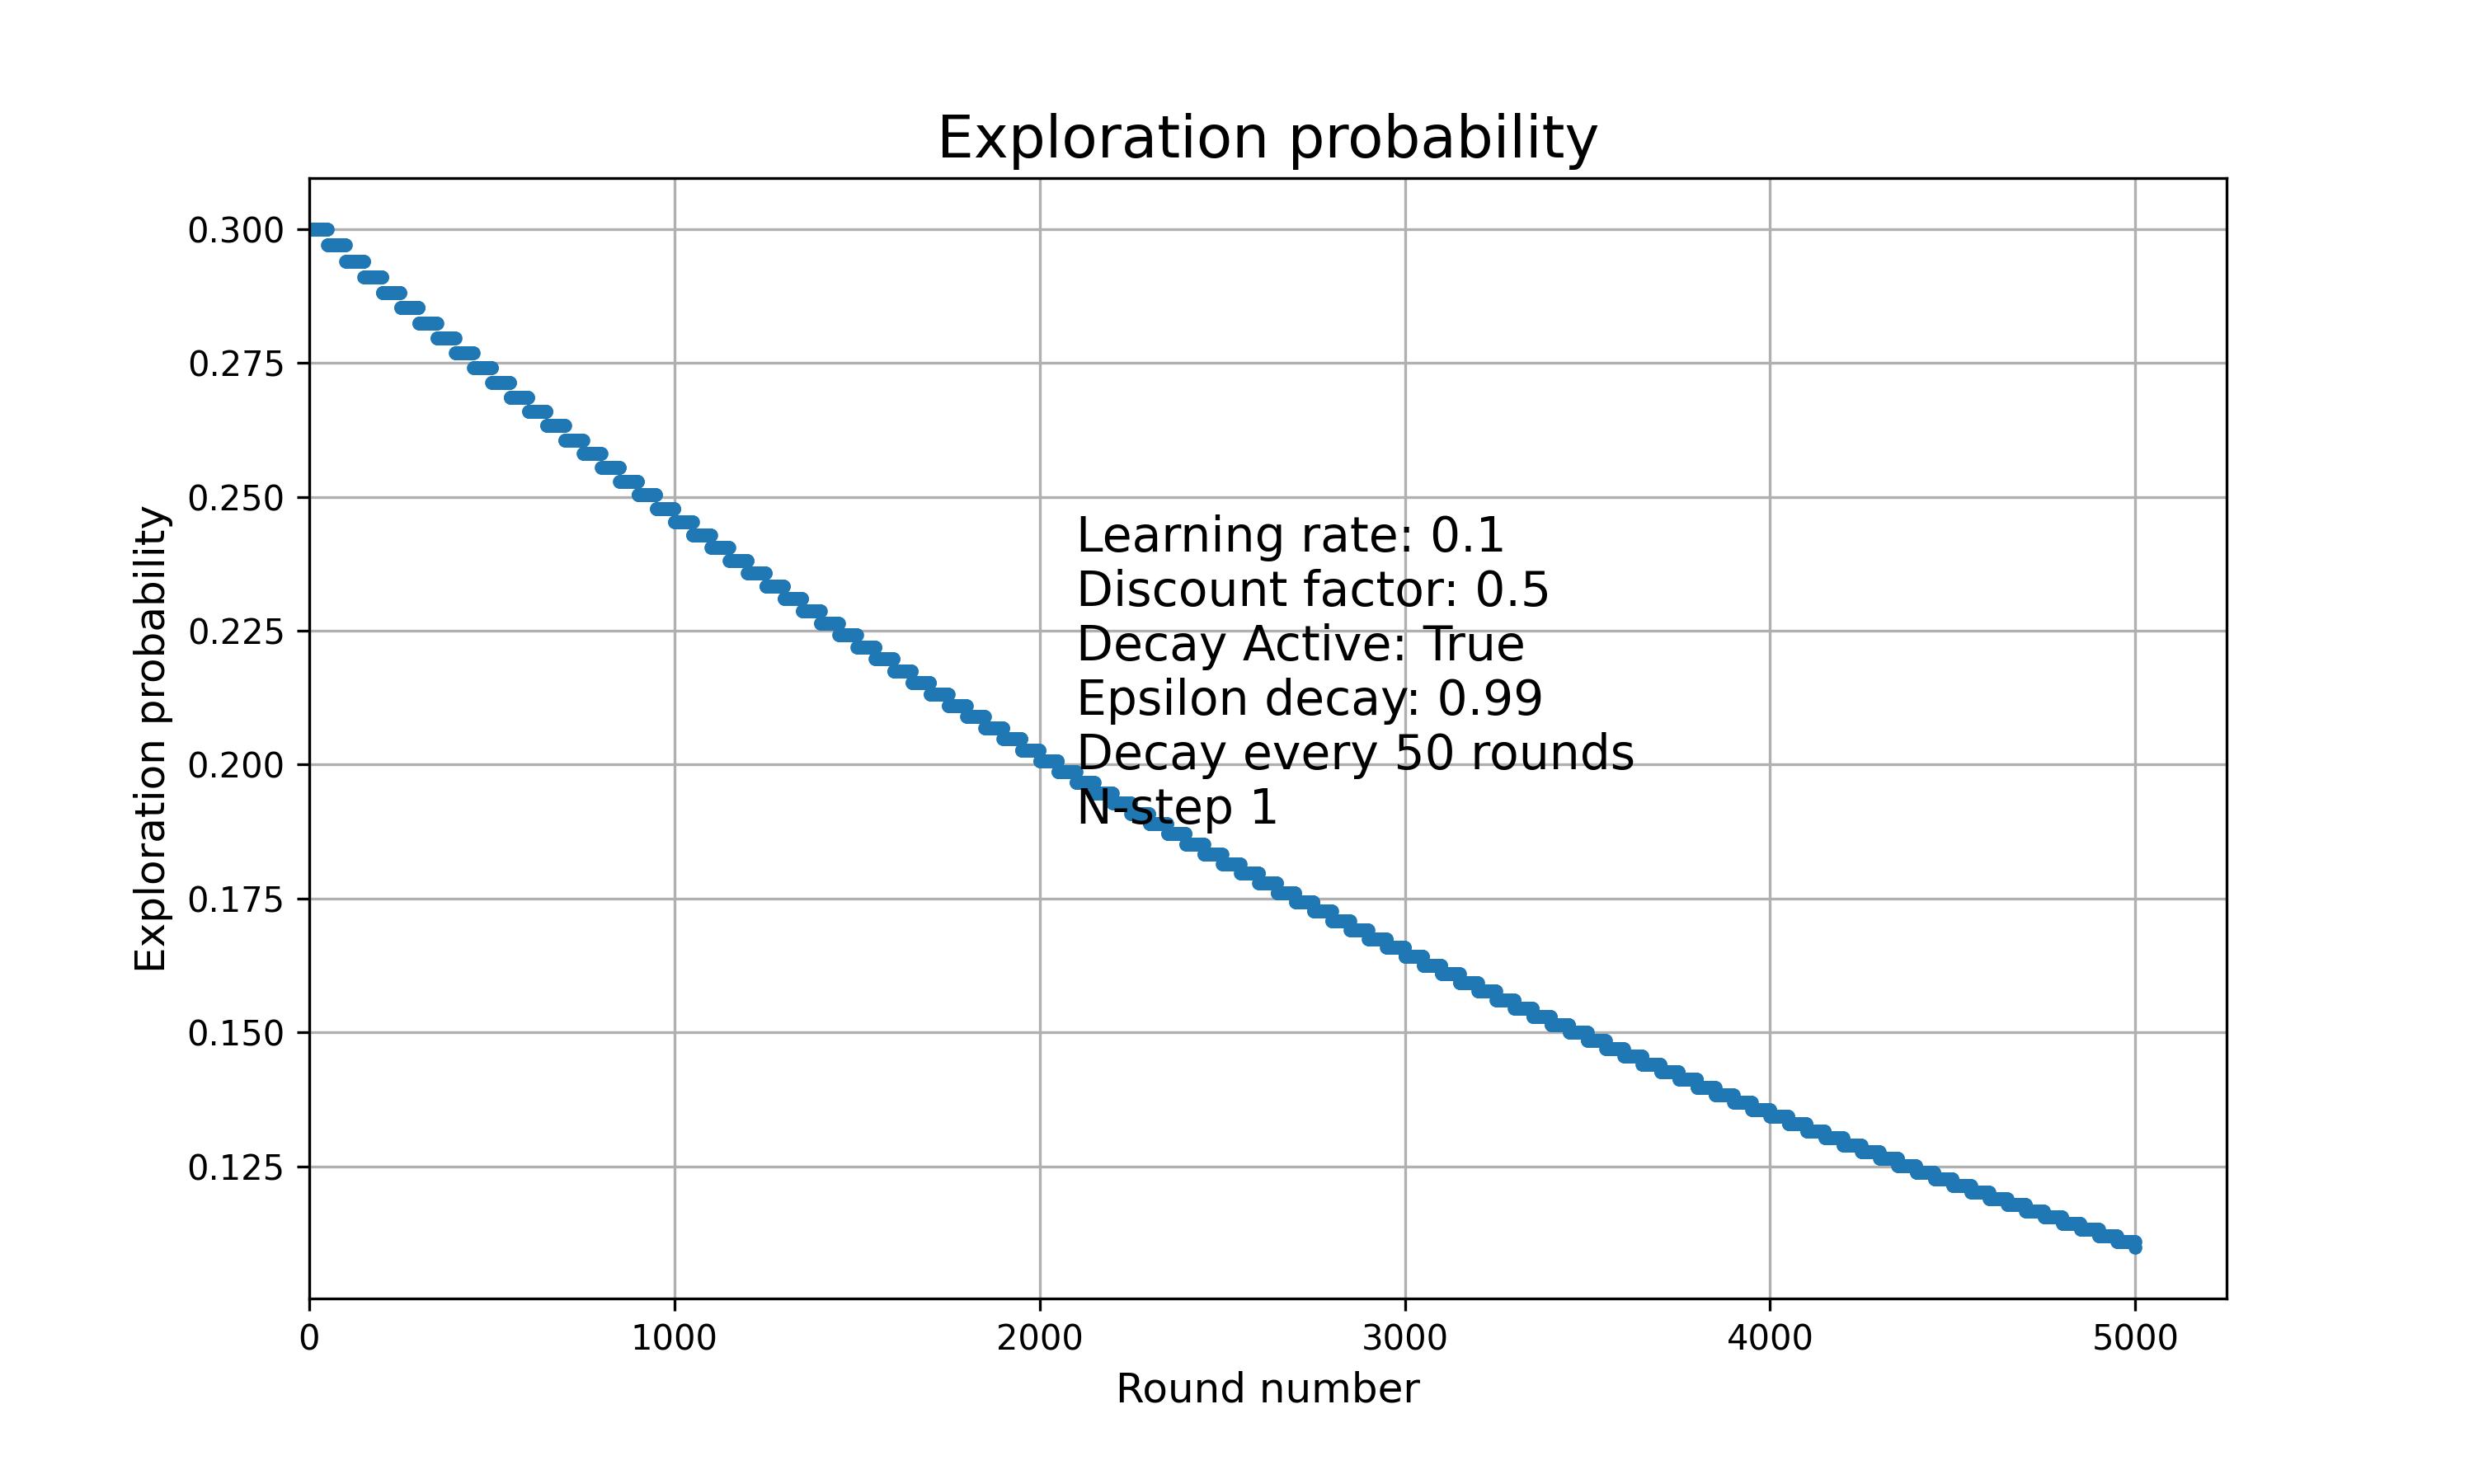 Exploration probability
Exploration probability
0.300
0.275
0.250
0.225
0.200
0.175
0.150
0.125
Learning rate: 0.1
Discount factor: 0.5
Decay Active: True
Epsilon decay: 0.99
Decay every 50 rounds
N-step 1
0 1000 2000 3000 4000 5000
Round number